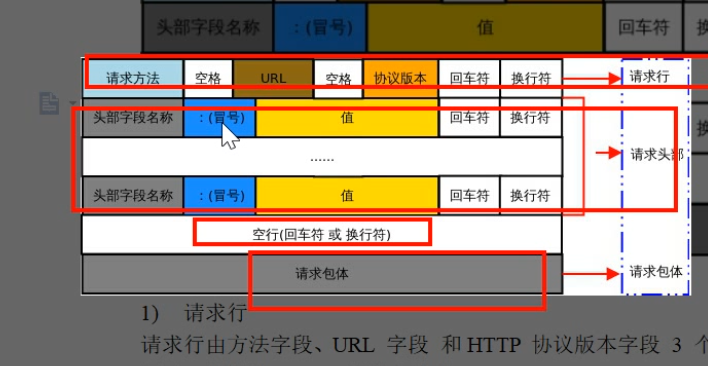 头部字段名称 :(冒号) 值 回车符
请求方法 空格 URL 空格 协议版本 回车符 换行符 请求行
头部字段名称 :(冒号) 值 回车符 换行符
...... 请求头部
头部字段名称 :(冒号) 值 回车符 换行符
空行(回车符 或 换行符)
请求包体 请求包体
1) 请求行
请求行由方法字段、URL 字段 和HTTP 协议版本字段 3 个